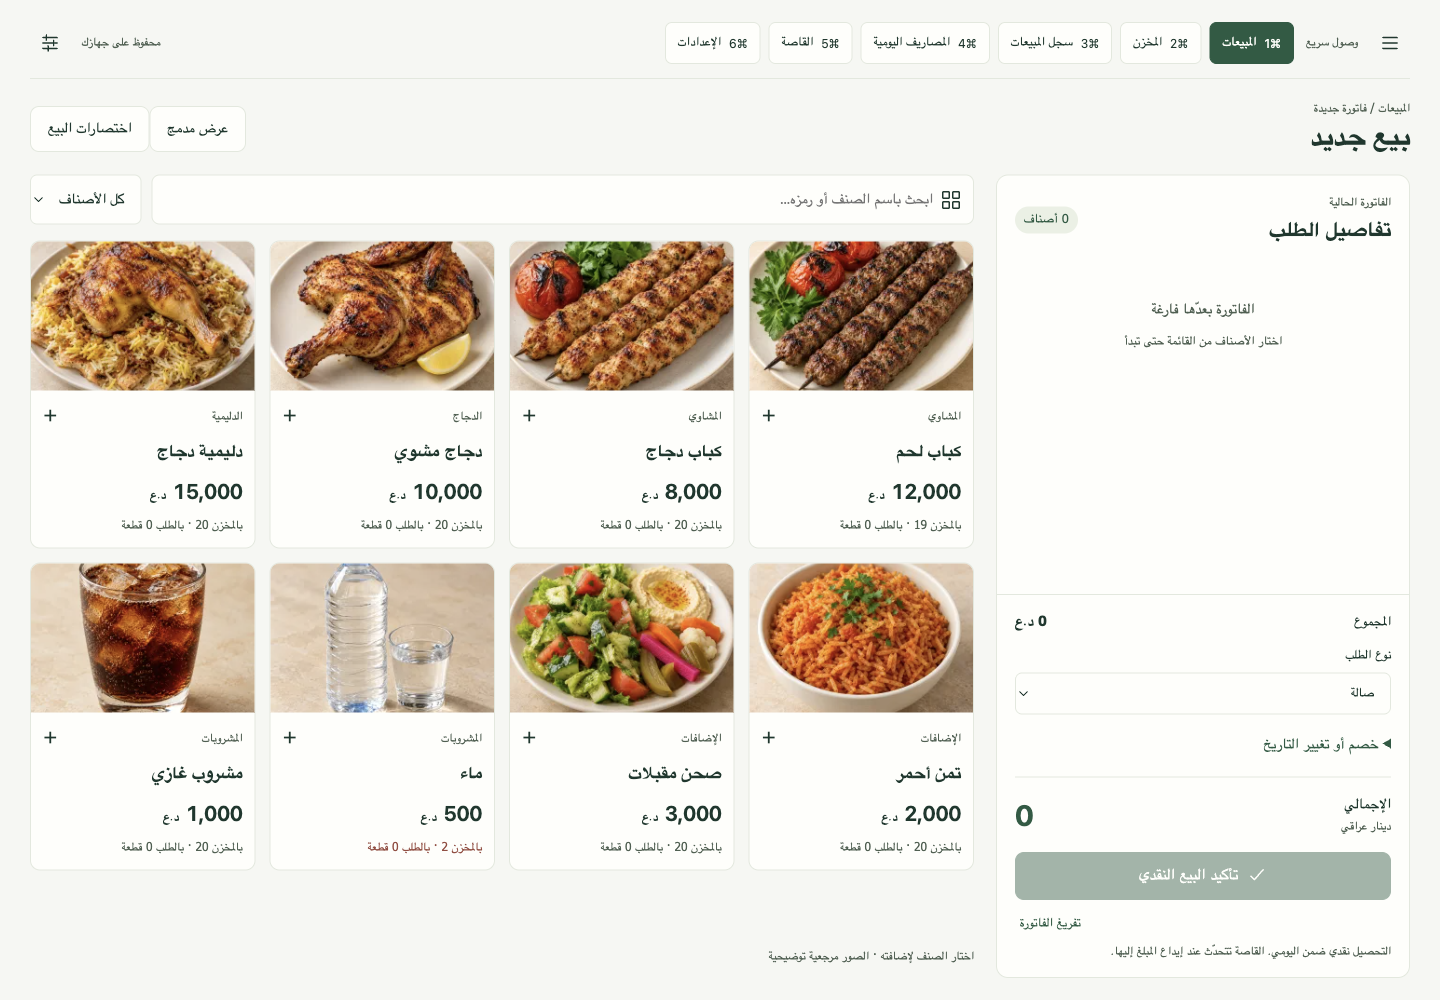 وصول سريع
⌘1 المبيعات
⌘2 المخزن
⌘3 سجل المبيعات
⌘4 المصاريف اليومية
⌘5 القاصة
⌘6 الإعدادات
محفوظ على جهازك
المبيعات / فاتورة جديدة
بيع جديد
عرض مدمج
اختصارات البيع
الفاتورة الحالية
تفاصيل الطلب
0 أصناف
الفاتورة بعدّها فارغة
اختار الأصناف من القائمة حتى تبدأ
المجموع
0 د.ع
نوع الطلب
صالة
خصم أو تغيير التاريخ
الإجمالي
دينار عراقي
0
تأكيد البيع النقدي
تفريغ الفاتورة
التحصيل نقدي ضمن اليومي. القاصة تتحدّث عند إيداع المبلغ إليها.
ابحث باسم الصنف أو رمزه...
كل الأصناف
المشاوي
كباب لحم
12,000 د.ع
بالمخزن 19 · بالطلب 0 قطعة
المشاوي
كباب دجاج
8,000 د.ع
بالمخزن 20 · بالطلب 0 قطعة
الدجاج
دجاج مشوي
10,000 د.ع
بالمخزن 20 · بالطلب 0 قطعة
الدليمية
دليمية دجاج
15,000 د.ع
بالمخزن 20 · بالطلب 0 قطعة
الإضافات
تمن أحمر
2,000 د.ع
بالمخزن 20 · بالطلب 0 قطعة
الإضافات
صحن مقبلات
3,000 د.ع
بالمخزن 20 · بالطلب 0 قطعة
المشروبات
ماء
500 د.ع
بالمخزن 2 · بالطلب 0 قطعة
المشروبات
مشروب غازي
1,000 د.ع
بالمخزن 20 · بالطلب 0 قطعة
اختار الصنف لإضافته · الصور مرجعية توضيحية